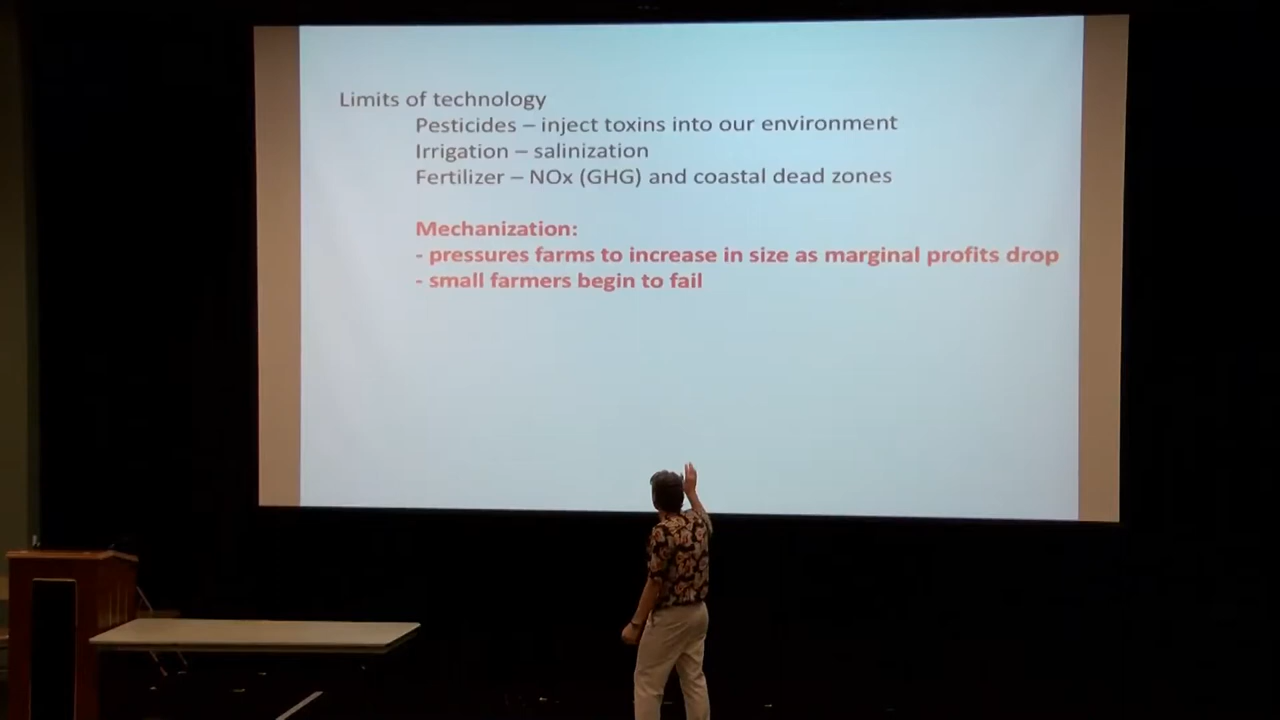 Limits of technology
Pesticides – inject toxins into our environment
Irrigation – salinization
Fertilizer – NOx (GHG) and coastal dead zones
Mechanization:
- pressures farms to increase in size as marginal profits drop
- small farmers begin to fail